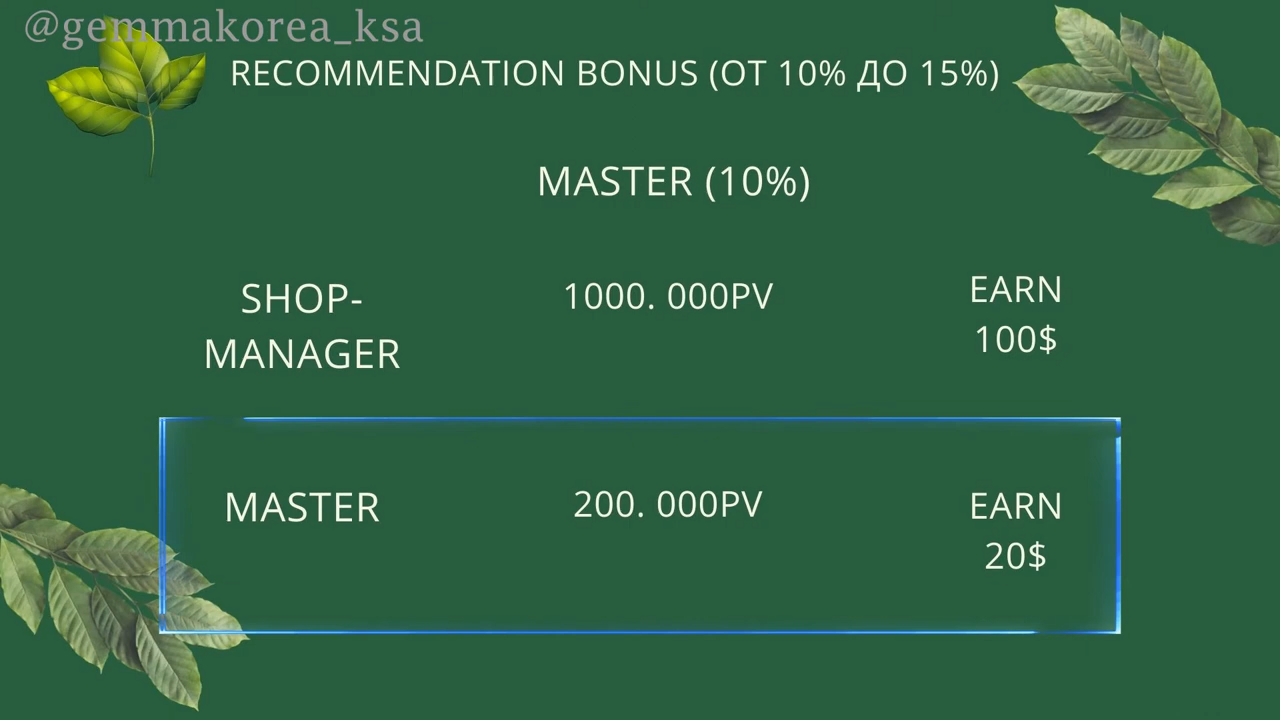 @gemmakorea_ksa
RECOMMENDATION BONUS (ОТ 10% ДО 15%)
MASTER (10%)
SHOP-
MANAGER
1000. 000PV
EARN
100$
MASTER
200. 000PV
EARN
20$